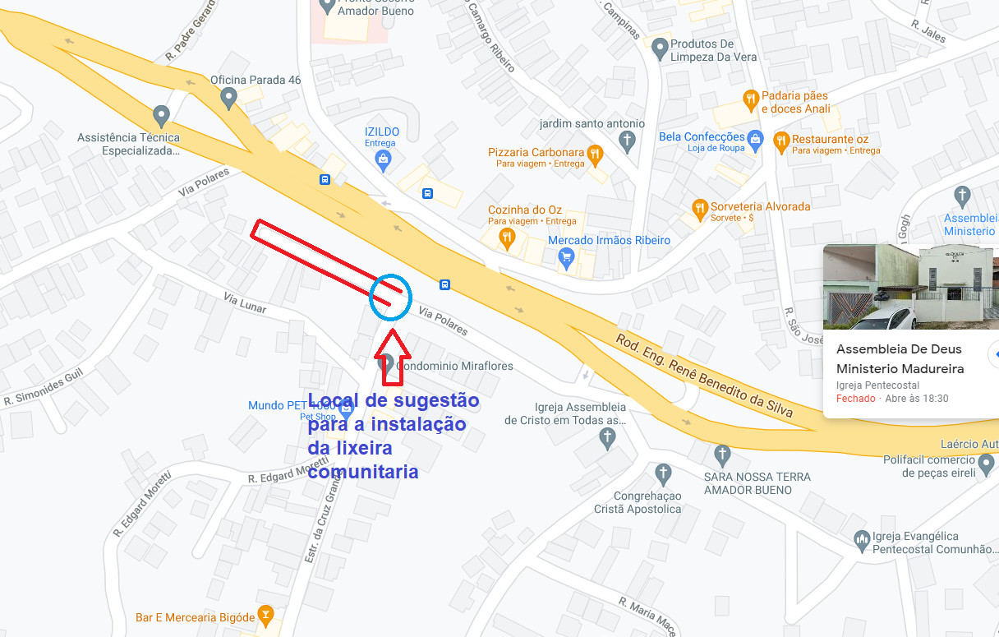 Pronto Socorro
Amador Bueno
R. Padre Gerard
Camargo Ribeiro
Campinas
R. Jales
Produtos De
Limpeza Da Vera
Oficina Parada 46
Padaria pães
e doces Anali
Assistência Técnica
Especializada...
IZILDO
Entrega
jardim santo antonio
Bela Confecções
Loja de Roupa
Restaurante oz
Para viagem • Entrega
Pizzaria Carbonara
Para viagem • Entrega
Via Polares
Cozinha do Oz
Para viagem • Entrega
Sorveteria Alvorada
Sorvete • $
Assembleia
Ministerio
n Gogh
Mercado Irmãos Ribeiro
Via Lunar
Via Polares
R. São José
Rod. Eng. Renê Benedito da Silva
Assembleia De Deus
Ministerio Madureira
Igreja Pentecostal
Fechado · Abre às 18:30
Condominio Miraflores
R. Simonides Guil
Mundo PET 1000
Pet Shop
Local de sugestão
para a instalação
da lixeira
comunitaria
Igreja Assembleia
de Cristo em Todas as...
Laércio Aut
Polifacil comercio
de peças eireli
SARA NOSSA TERRA
AMADOR BUENO
R. Edgard Moretti
R. Edgard Moretti
Estr. da Cruz Grande
Congrehaçao
Cristã Apostolica
Igreja Evangélica
Pentecostal Comunhão...
R. Maria Mace
Bar E Mercearia Bigóde